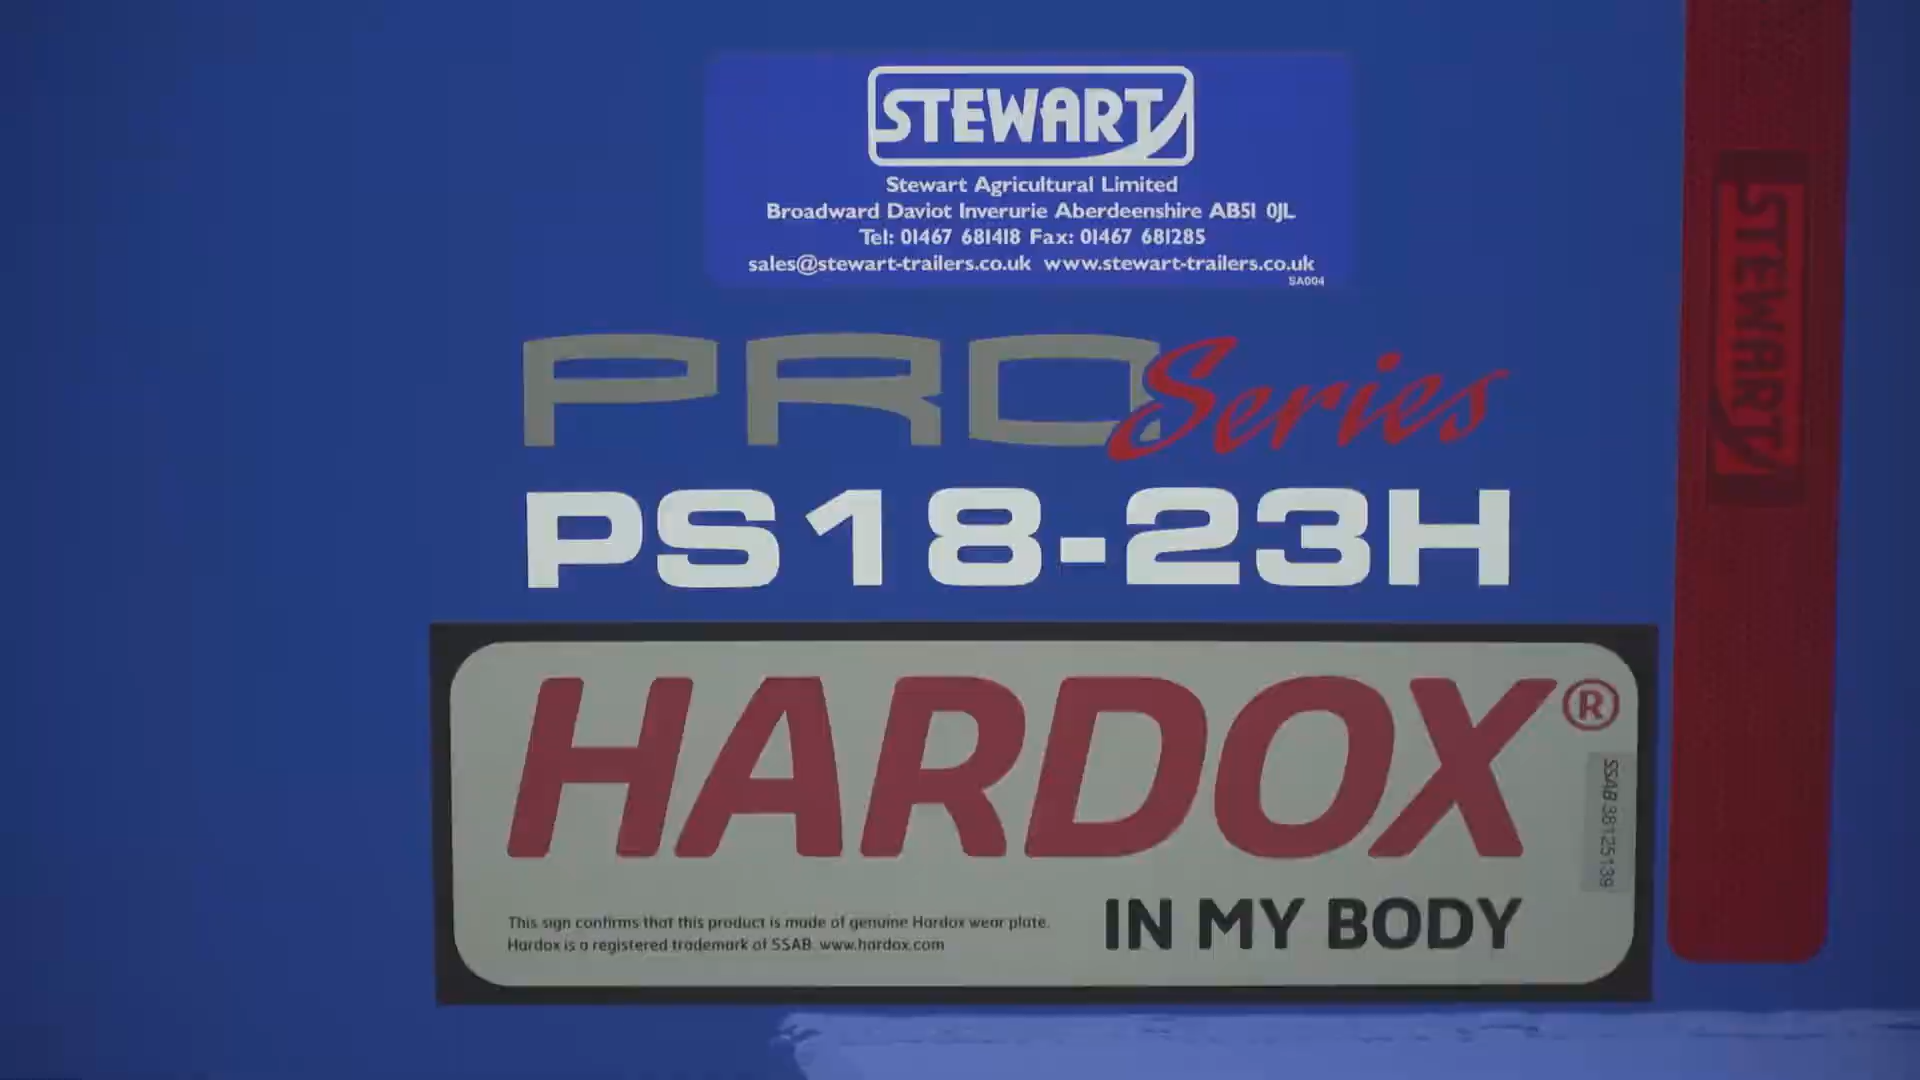 STEWART
Stewart Agricultural Limited
Broadward Daviot Inverurie Aberdeenshire AB51 0JL
Tel: 01467 681418 Fax: 01467 681285
sales@stewart-trailers.co.uk www.stewart-trailers.co.uk
SA004
PRO Series
PS18-23H
HARDOX®
IN MY BODY
This sign confirms that this product is made of genuine Hardox wear plate.
Hardox is a registered trademark of SSAB. www.hardox.com
SSAB 38125139
STEWART